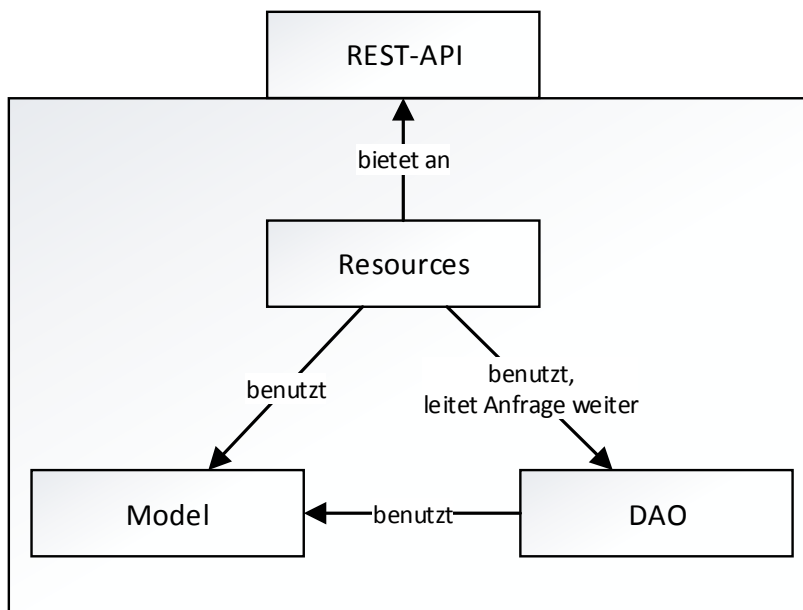 REST-API
bietet an
Resources
benutzt
benutzt,
leitet Anfrage weiter
Model
benutzt
DAO